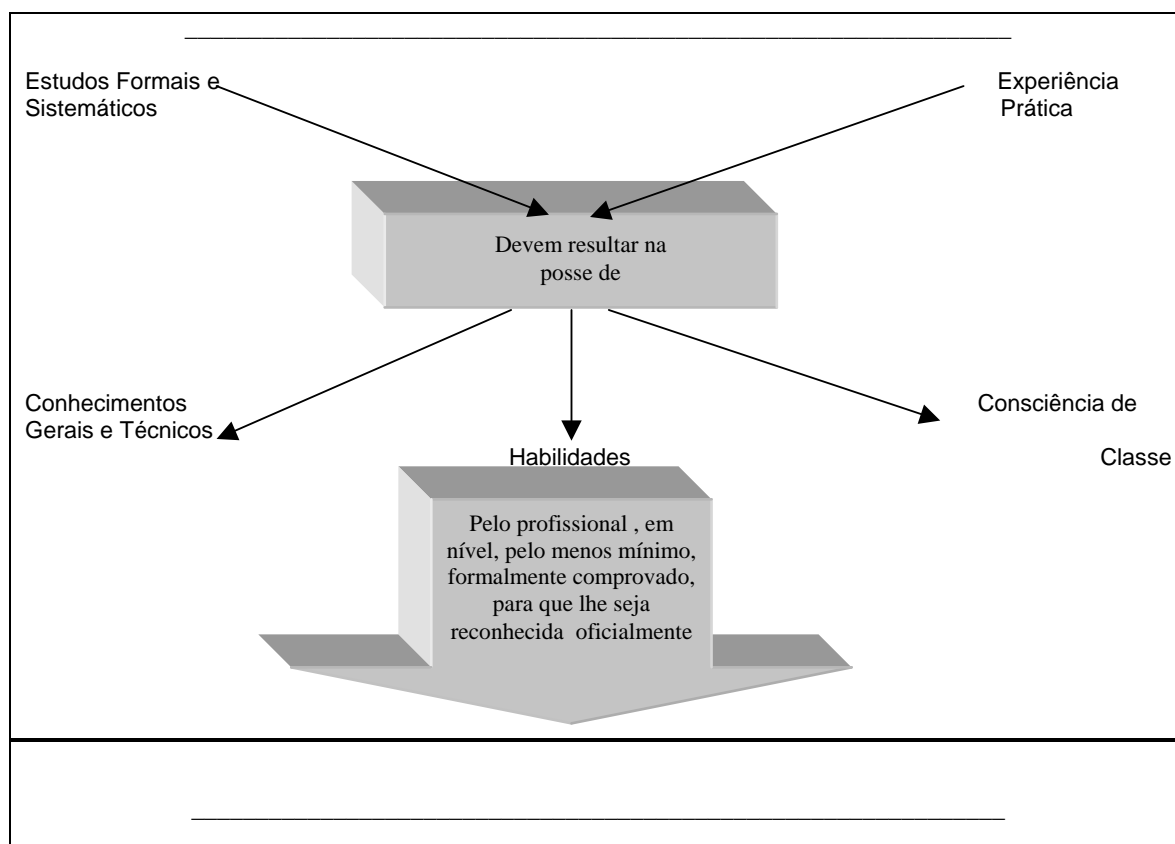 Estudos Formais e
Sistemáticos
Experiência
Prática
Devem resultar na
posse de
Conhecimentos
Gerais e Técnicos
Habilidades
Consciência de
Classe
Pelo profissional , em
nível, pelo menos mínimo,
formalmente comprovado,
para que lhe seja
reconhecida oficialmente